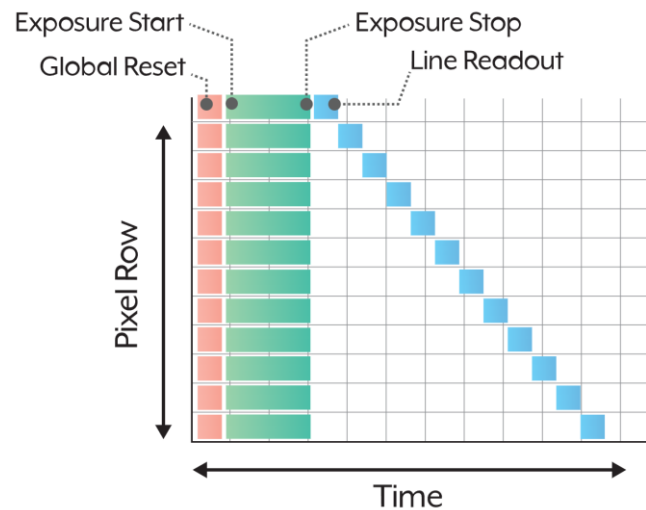 Exposure Start
Exposure Stop
Global Reset
Line Readout
Pixel Row
Time